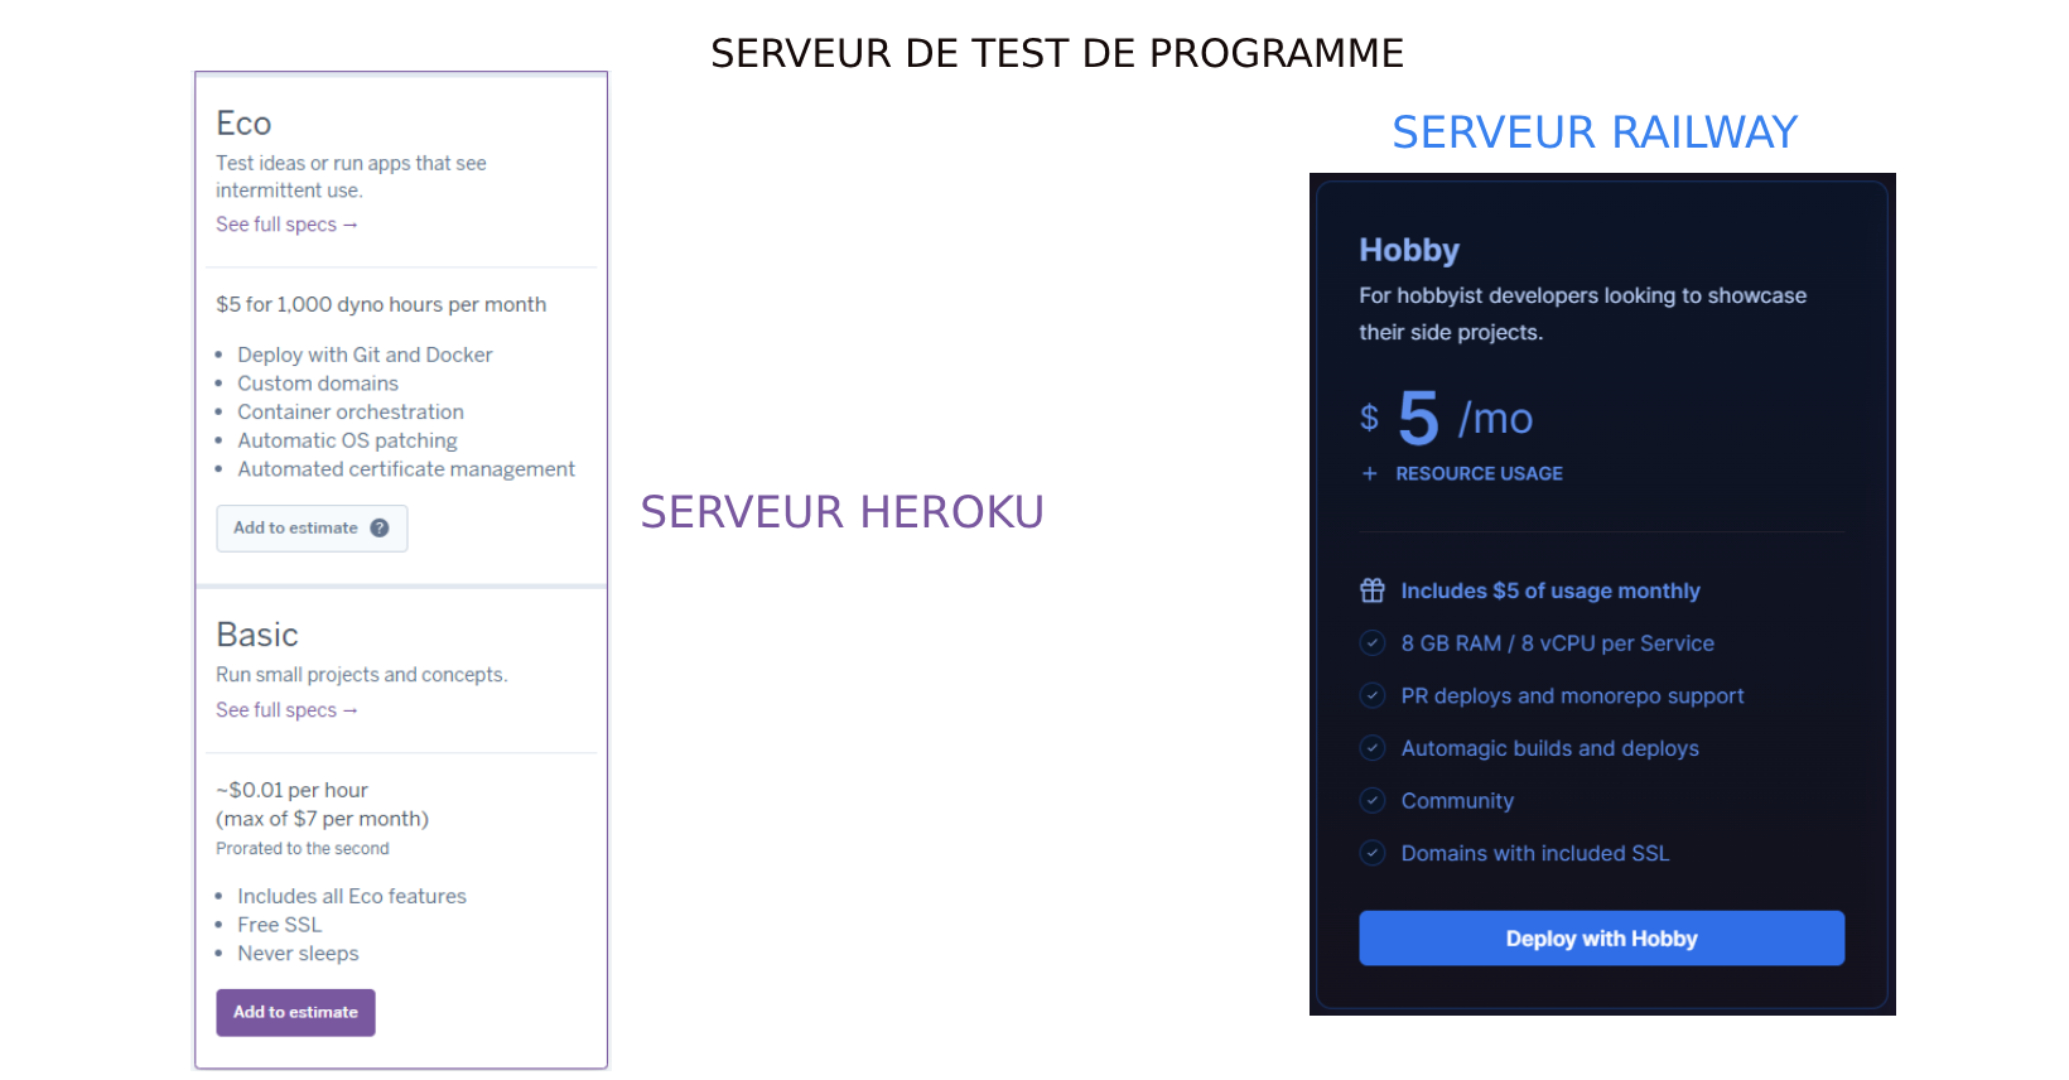 SERVEUR DE TEST DE PROGRAMME
Eco
Test ideas or run apps that see
intermittent use.
See full specs →
$5 for 1,000 dyno hours per month
• Deploy with Git and Docker
• Custom domains
• Container orchestration
• Automatic OS patching
• Automated certificate management
Add to estimate ?
Basic
Run small projects and concepts.
See full specs →
~$0.01 per hour
(max of $7 per month)
Prorated to the second
• Includes all Eco features
• Free SSL
• Never sleeps
Add to estimate
SERVEUR HEROKU
SERVEUR RAILWAY
Hobby
For hobbyist developers looking to showcase
their side projects.
$ 5 /mo
+ RESOURCE USAGE
Includes $5 of usage monthly
8 GB RAM / 8 vCPU per Service
PR deploys and monorepo support
Automagic builds and deploys
Community
Domains with included SSL
Deploy with Hobby